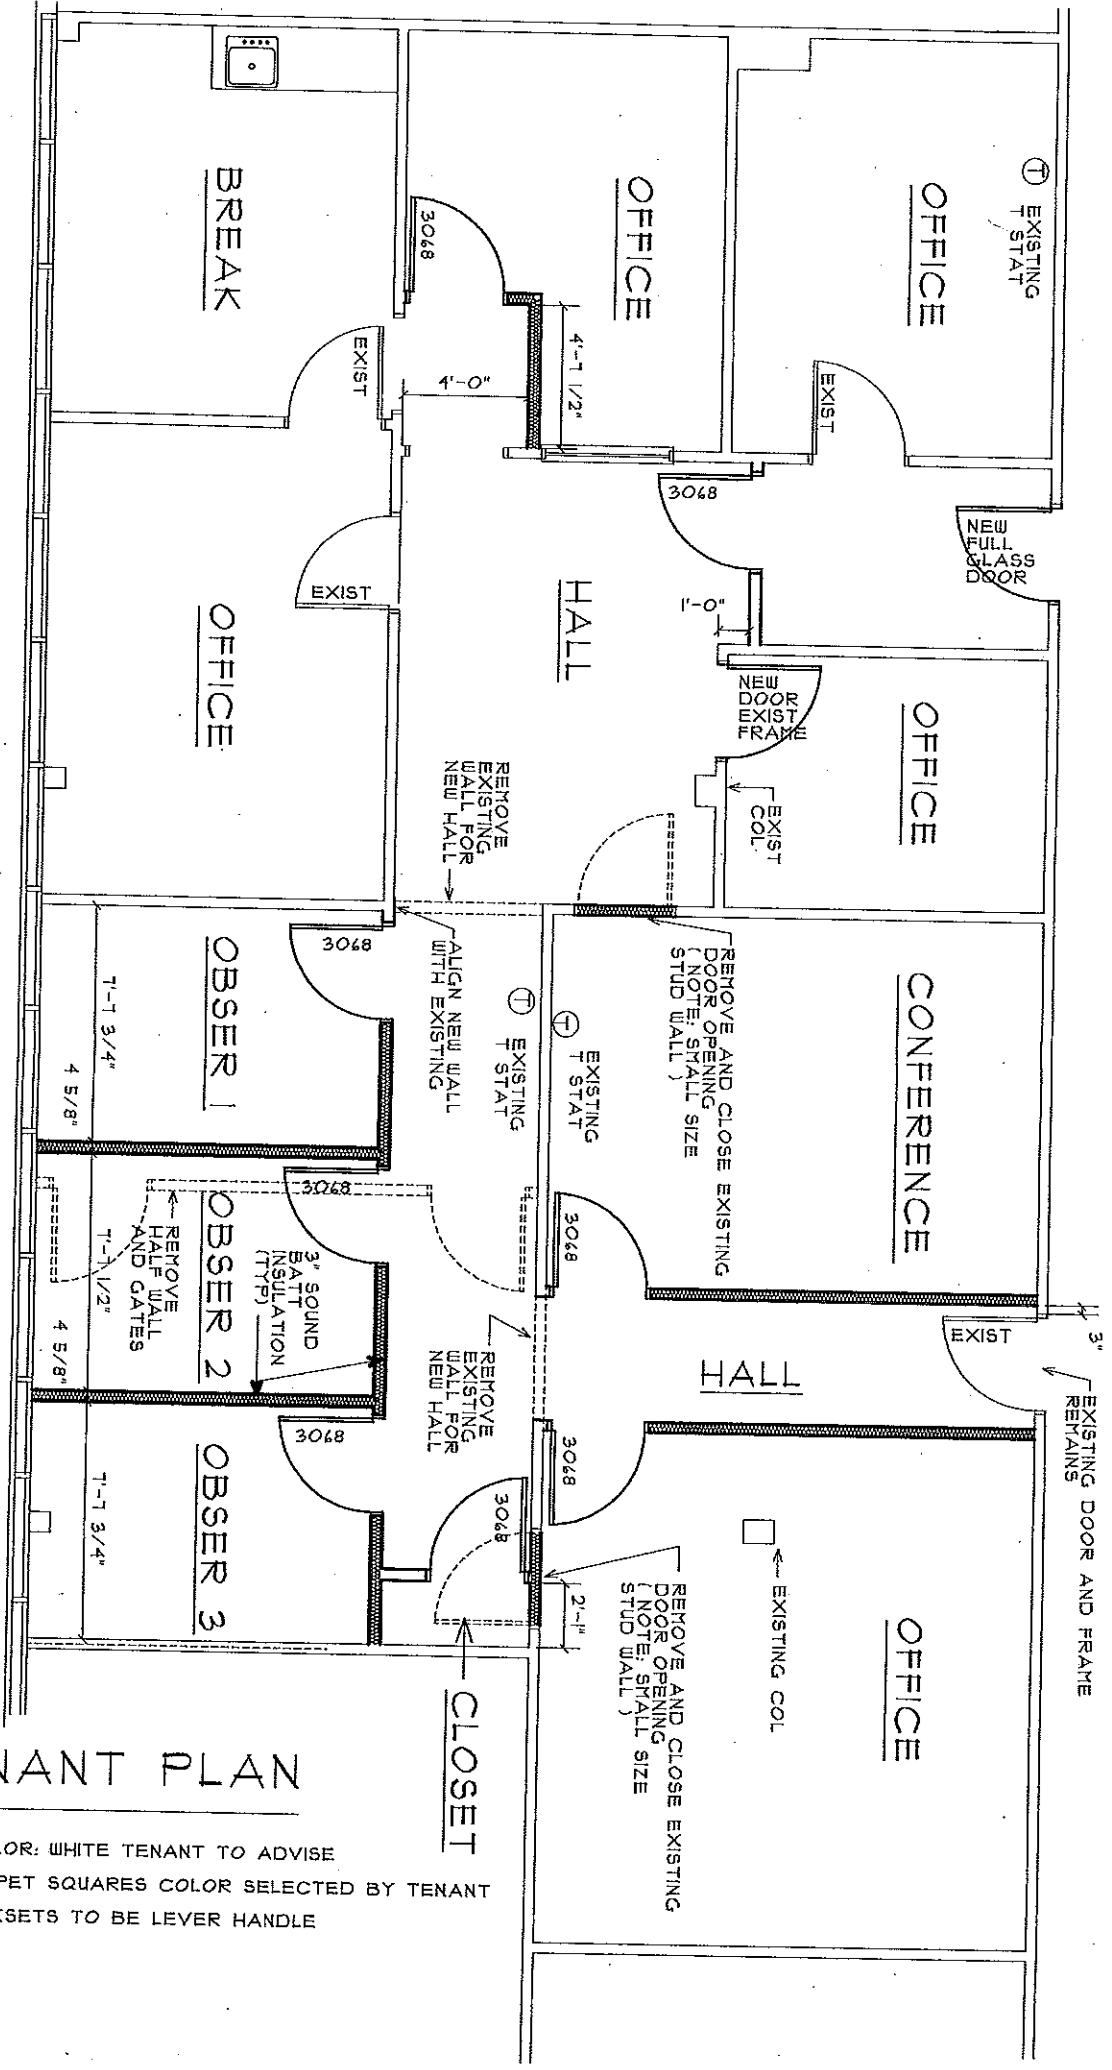 OFFICE
T
EXISTING
T STAT
EXIST
NEW
FULL
GLASS
DOOR
OFFICE
3068
4'-7 1/2"
4'-0"
BREAK
EXIST
3068
1'-0"
HALL
EXIST
OFFICE
NEW
DOOR
EXIST
FRAME
OFFICE
EXIST
COL.
REMOVE
EXISTING
WALL FOR
NEW HALL
CONFERENCE
REMOVE AND CLOSE EXISTING
DOOR OPENING
( NOTE: SMALL SIZE
STUD WALL )
T
EXISTING
T STAT
T
EXISTING
T STAT
ALIGN NEW WALL
WITH EXISTING
3068
OBSER 1
7'-7 3/4"
4 5/8"
3068
3068
OBSER 2
REMOVE
HALF WALL
AND GATES
7'-7 1/2"
3" SOUND
BATT
INSULATION
(TYP)
4 5/8"
REMOVE
EXISTING
WALL FOR
NEW HALL
HALL
EXIST
3"
EXISTING DOOR AND FRAME
REMAINS
3068
3068
3068
OBSER 3
7'-7 3/4"
2'-1"
EXISTING COL
OFFICE
REMOVE AND CLOSE EXISTING
DOOR OPENING
( NOTE: SMALL SIZE
STUD WALL )
CLOSET
NANT PLAN
OR: WHITE TENANT TO ADVISE
PET SQUARES COLOR SELECTED BY TENANT
KSETS TO BE LEVER HANDLE